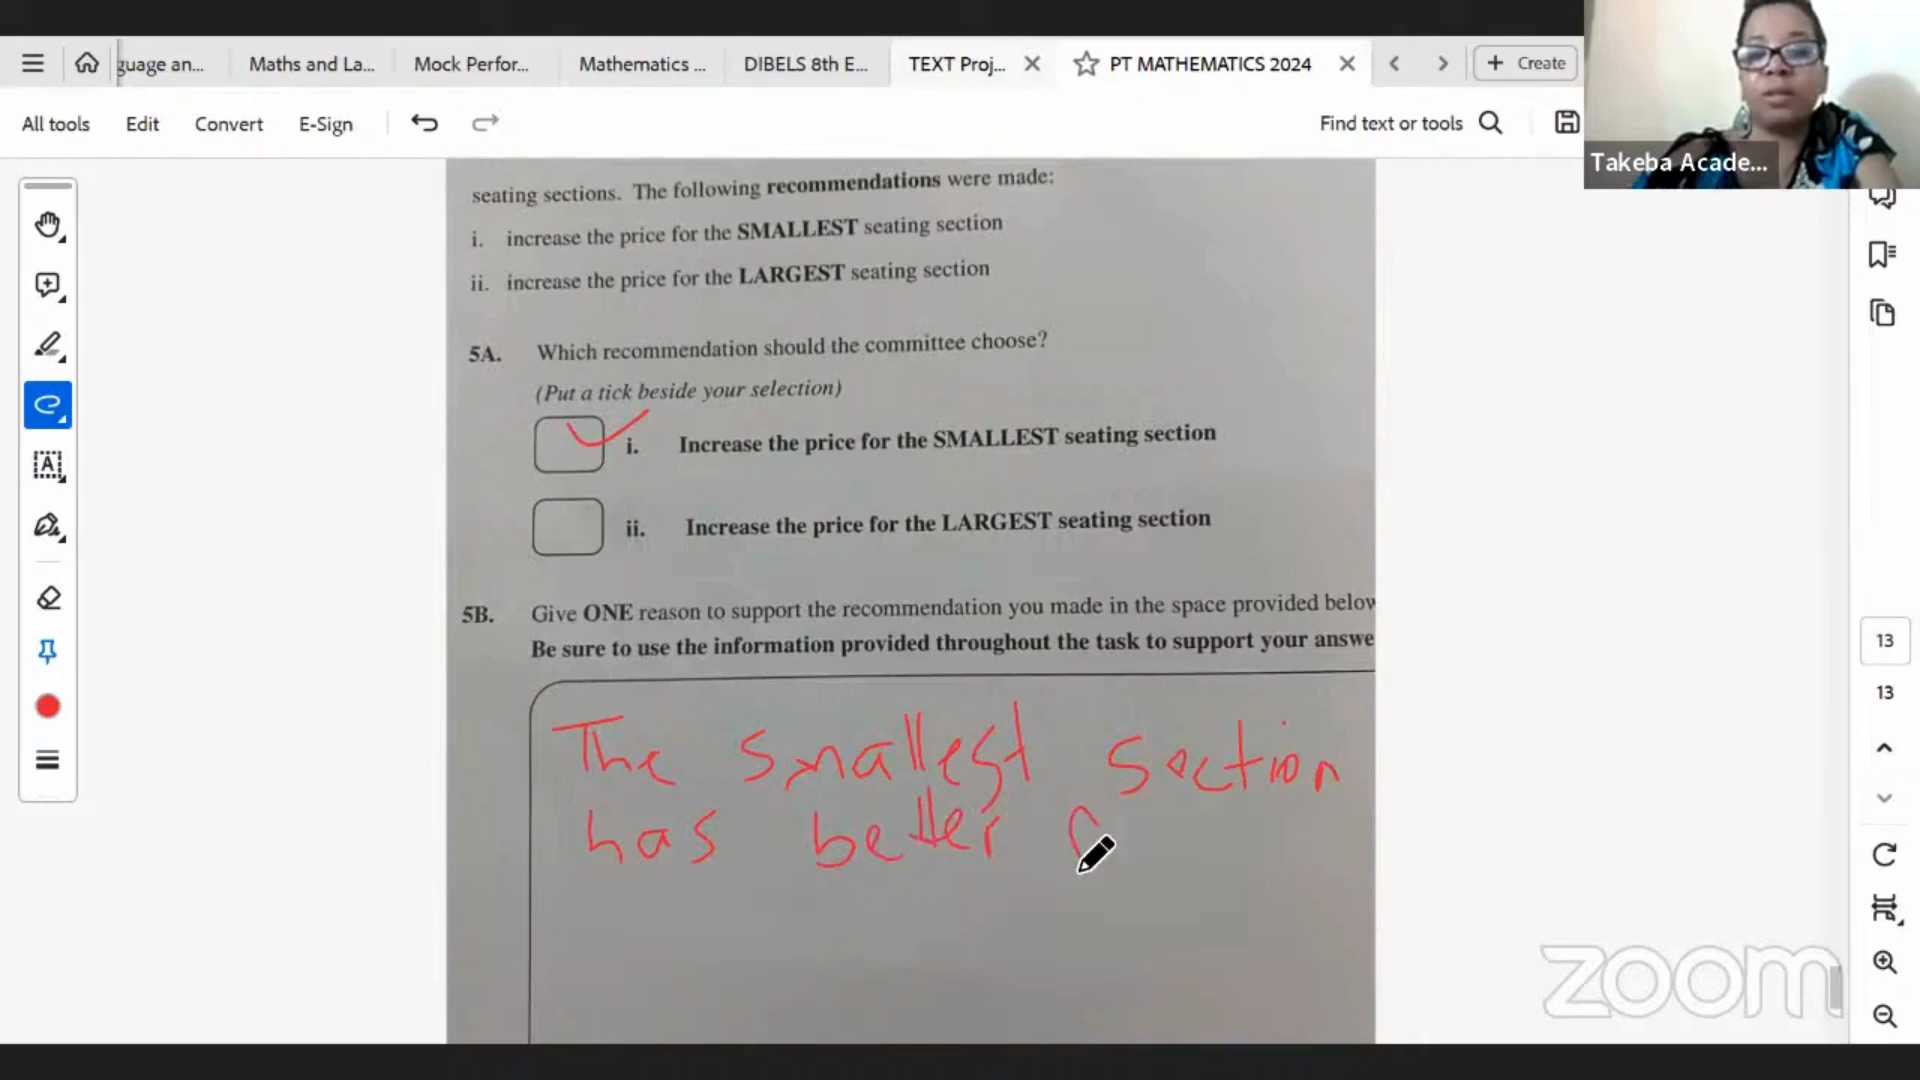 guage an...
Maths and La...
Mock Perfor...
Mathematics ...
DIBELS 8th E...
TEXT Proj...
PT MATHEMATICS 2024
Create
All tools
Edit
Convert
E-Sign
Find text or tools
Takeba Acade...
seating sections. The following recommendations were made:
i. increase the price for the SMALLEST seating section
ii. increase the price for the LARGEST seating section
5A. Which recommendation should the committee choose?
(Put a tick beside your selection)
i. Increase the price for the SMALLEST seating section
ii. Increase the price for the LARGEST seating section
5B. Give ONE reason to support the recommendation you made in the space provided below
Be sure to use the information provided throughout the task to support your answe
The smallest section
has better
13
13
zoom